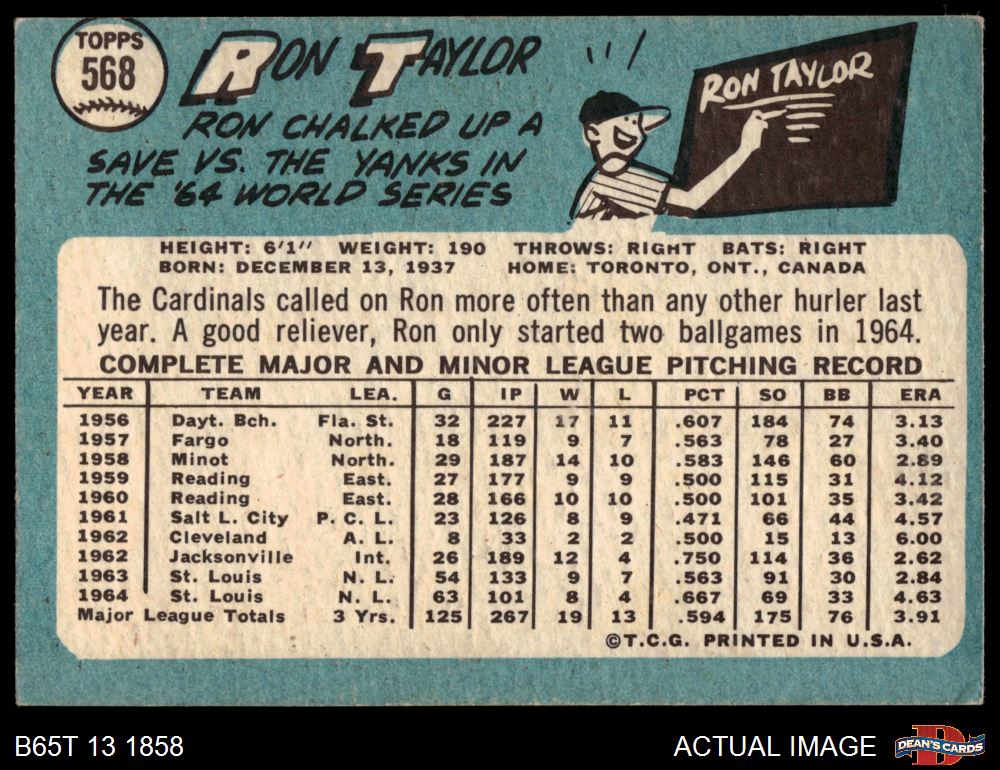 TOPPS
568
RON TAYLOR
RON CHALKED UP A
SAVE VS. THE YANKS IN
THE '64 WORLD SERIES
RON TAYLOR
HEIGHT: 6'1" WEIGHT: 190 THROWS: RIGHT BATS: RIGHT
BORN: DECEMBER 13, 1937 HOME: TORONTO, ONT., CANADA
The Cardinals called on Ron more often than any other hurler last
year. A good reliever, Ron only started two ballgames in 1964.
COMPLETE MAJOR AND MINOR LEAGUE PITCHING RECORD
YEAR TEAM LEA. G IP W L PCT SO BB ERA
1956 Dayt. Bch. Fla. St. 32 227 17 11 .607 184 74 3.13
1957 Fargo North. 18 119 9 7 .563 78 27 3.40
1958 Minot North. 29 187 14 10 .583 146 60 2.89
1959 Reading East. 27 177 9 9 .500 115 31 4.12
1960 Reading East. 28 166 10 10 .500 101 35 3.42
1961 Salt L. City P. C. L. 23 126 8 9 .471 66 44 4.57
1962 Cleveland A. L. 8 33 2 2 .500 15 13 6.00
1962 Jacksonville Int. 26 189 12 4 .750 114 36 2.62
1963 St. Louis N. L. 54 133 9 7 .563 91 30 2.84
1964 St. Louis N. L. 63 101 8 4 .667 69 33 4.63
Major League Totals 3 Yrs. 125 267 19 13 .594 175 76 3.91
©T.C.G. PRINTED IN U.S.A.
B65T 13 1858
ACTUAL IMAGE
DEAN'S CARDS